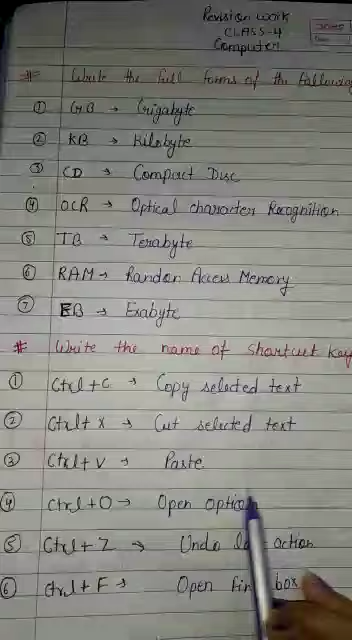 Revision work
CLASS-4
Computer
# Write the full forms of the following
① GB → Gigabyte
② KB → Kilobyte
③ CD → Compact Disc
④ OCR → Optical character Recognition
⑤ TB → Terabyte
⑥ RAM → Random Access Memory
⑦ EB → Exabyte
# Write the name of Shortcut Key
① Ctrl + C → Copy selected text
② Ctrl + X → Cut selected text
③ Ctrl + V → Paste
④ Ctrl + O → Open option
⑤ Ctrl + Z → Undo action
⑥ Ctrl + F → Open box